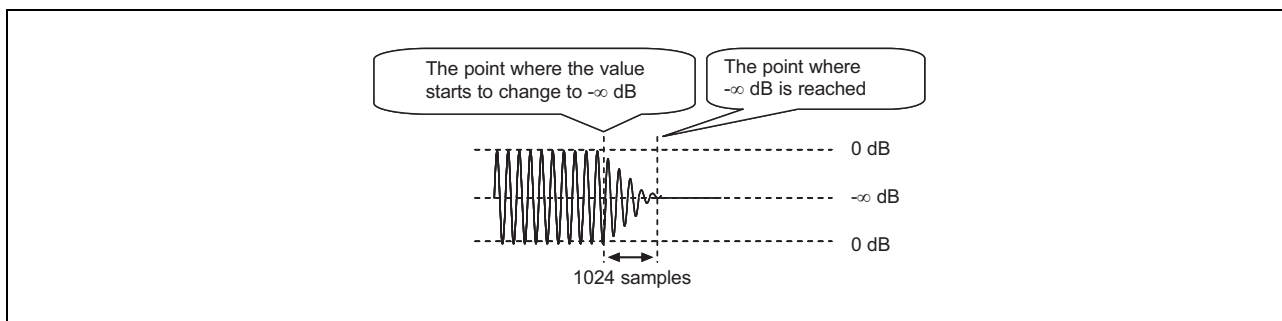 The point where the value
starts to change to -∞ dB
The point where
-∞ dB is reached
0 dB
-∞ dB
0 dB
1024 samples